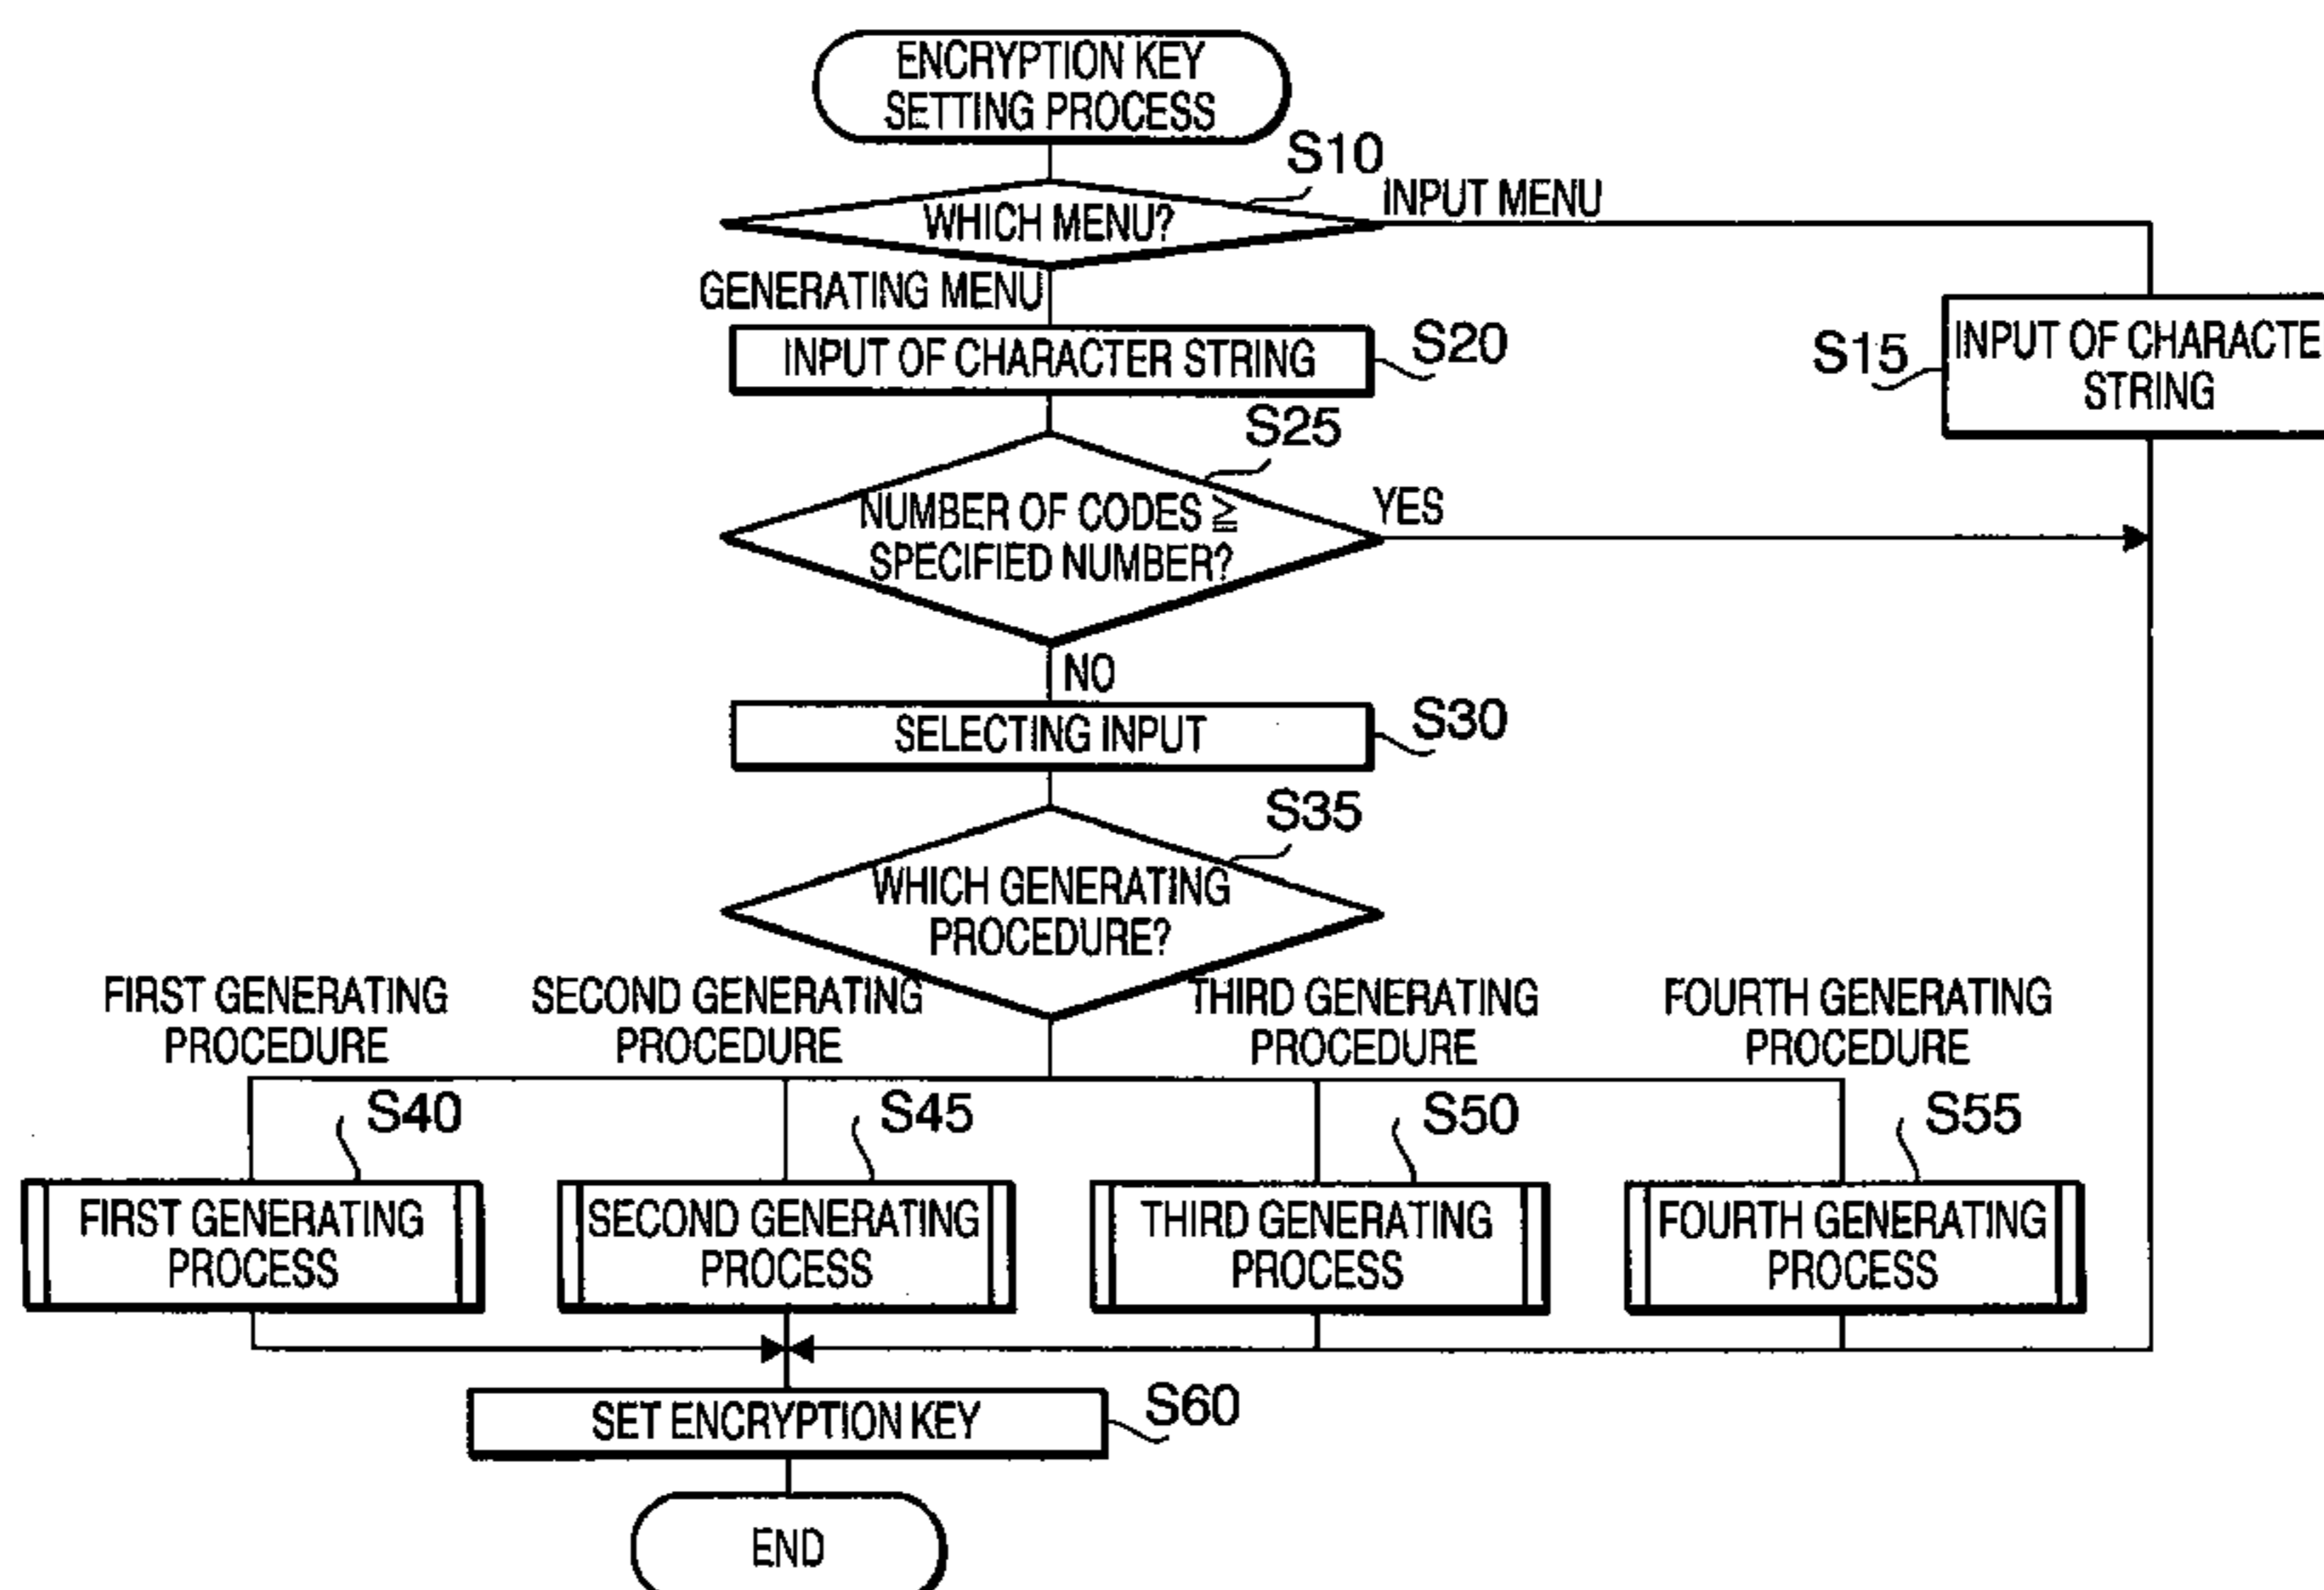 ENCRYPTION KEY
SETTING PROCESS
S10
WHICH MENU?
INPUT MENU
GENERATING MENU
INPUT OF CHARACTER STRING
S20
S15
INPUT OF CHARACTE
STRING
S25
NUMBER OF CODES ≧
SPECIFIED NUMBER?
YES
NO
SELECTING INPUT
S30
S35
WHICH GENERATING
PROCEDURE?
FIRST GENERATING
PROCEDURE
SECOND GENERATING
PROCEDURE
THIRD GENERATING
PROCEDURE
FOURTH GENERATING
PROCEDURE
S40
S45
S50
S55
FIRST GENERATING
PROCESS
SECOND GENERATING
PROCESS
THIRD GENERATING
PROCESS
FOURTH GENERATING
PROCESS
SET ENCRYPTION KEY
S60
END